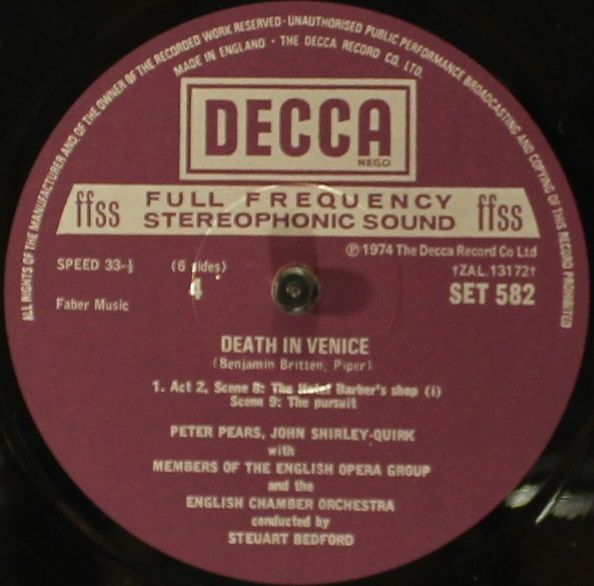 ALL RIGHTS OF THE MANUFACTURER AND OF THE OWNER OF THE RECORDED WORK RESERVED · UNAUTHORISED PUBLIC PERFORMANCE BROADCASTING AND COPYING OF THIS RECORD PROHIBITED
MADE IN ENGLAND · THE DECCA RECORD CO. LTD.
DECCA
REGD
ffss FULL FREQUENCY STEREOPHONIC SOUND ffss
℗ 1974 The Decca Record Co Ltd
SPEED 33-⅓ (6 sides) †ZAL.13172†
4 SET 582
Faber Music
DEATH IN VENICE
(Benjamin Britten, Piper)
1. Act 2, Scene 8: The Hotel Barber's shop (i)
Scene 9: The pursuit
PETER PEARS, JOHN SHIRLEY-QUIRK
with
MEMBERS OF THE ENGLISH OPERA GROUP
and the
ENGLISH CHAMBER ORCHESTRA
conducted by
STEUART BEDFORD